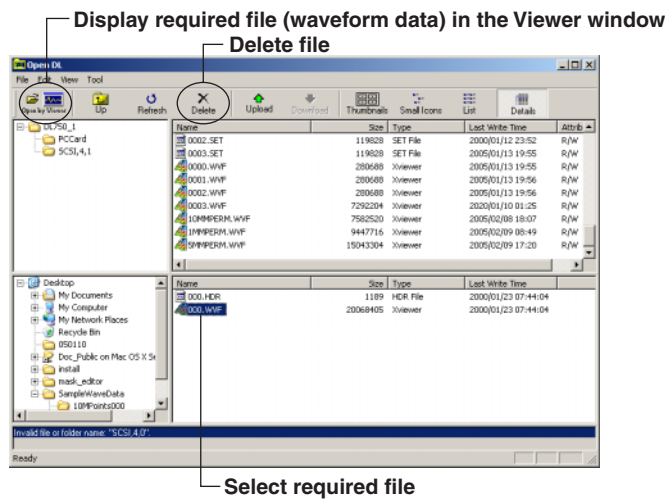 Display required file (waveform data) in the Viewer window
Delete file
Open DL
File Edit View Tool
Open by Viewer Up Refresh Delete Upload Download Thumbnails Small Icons List Details
DL750_1
PCCard
SCSI,4,1
Name Size Type Last Write Time Attrib
0002.SET 119828 SET File 2000/01/12 23:52 R/W
0003.SET 119828 SET File 2005/01/13 19:55 R/W
0000.WVF 280688 Xviewer 2005/01/13 19:55 R/W
0001.WVF 280688 Xviewer 2005/01/13 19:56 R/W
0002.WVF 280688 Xviewer 2005/01/13 19:56 R/W
0003.WVF 7292204 Xviewer 2020/01/10 01:25 R/W
10MMPERM.WVF 7582520 Xviewer 2005/02/08 18:07 R/W
1MMPERM.WVF 9447716 Xviewer 2005/02/09 08:49 R/W
5MMPERM.WVF 15043304 Xviewer 2005/02/09 17:20 R/W
Desktop
My Documents
My Computer
My Network Places
Recycle Bin
050110
Doc_Public on Mac OS X Se
install
mask_editor
SampleWaveData
10MPoints000
Name Size Type Last Write Time
000.HDR 1189 HDR File 2000/01/23 07:44:04
000.WVF 20068405 Xviewer 2000/01/23 07:44:04
Invalid file or folder name: "SCSI,4,0".
Ready
Select required file